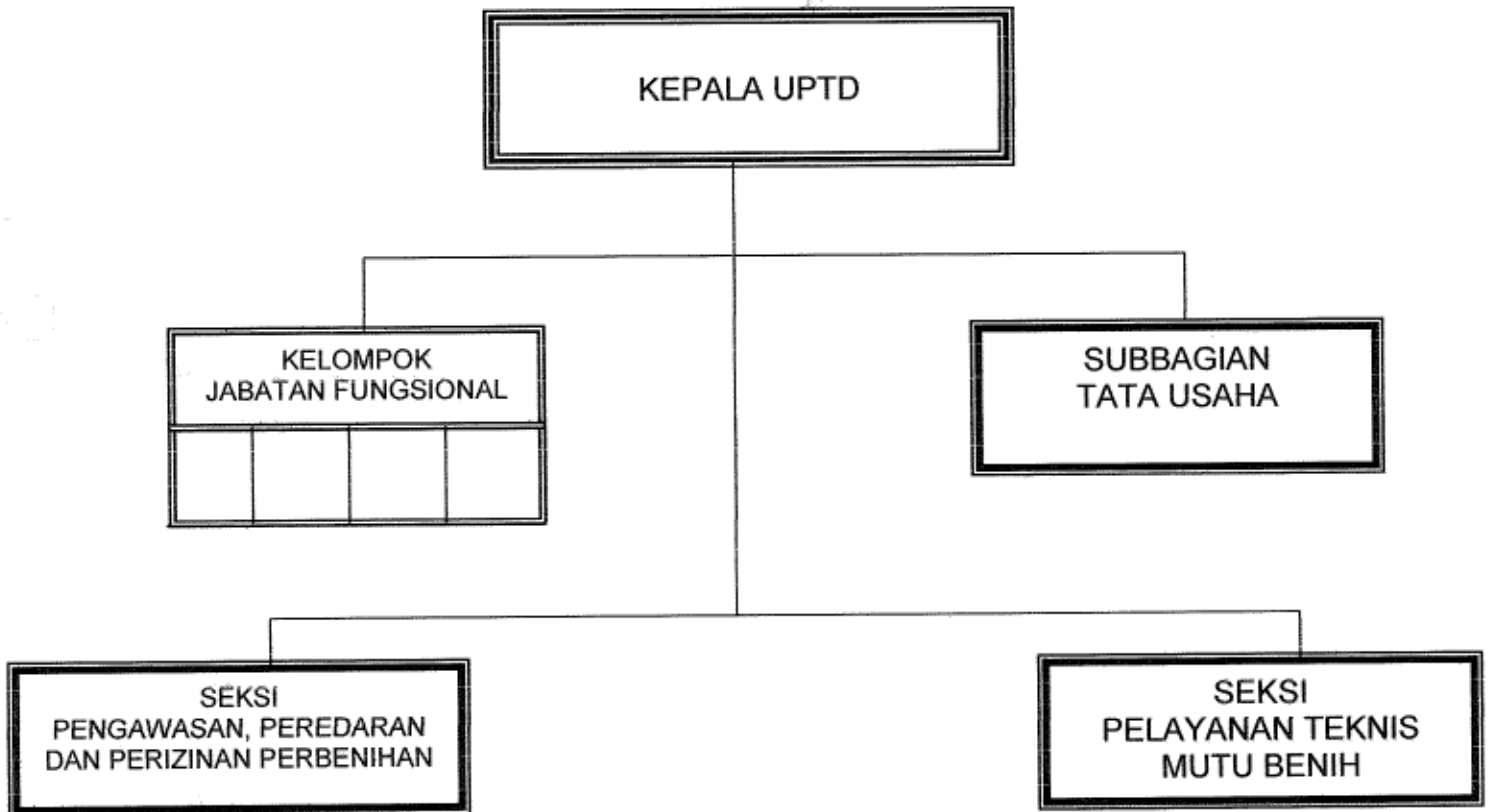 KEPALA UPTD
KELOMPOK
JABATAN FUNGSIONAL
SUBBAGIAN
TATA USAHA
SEKSI
PENGAWASAN, PEREDARAN
DAN PERIZINAN PERBENIHAN
SEKSI
PELAYANAN TEKNIS
MUTU BENIH